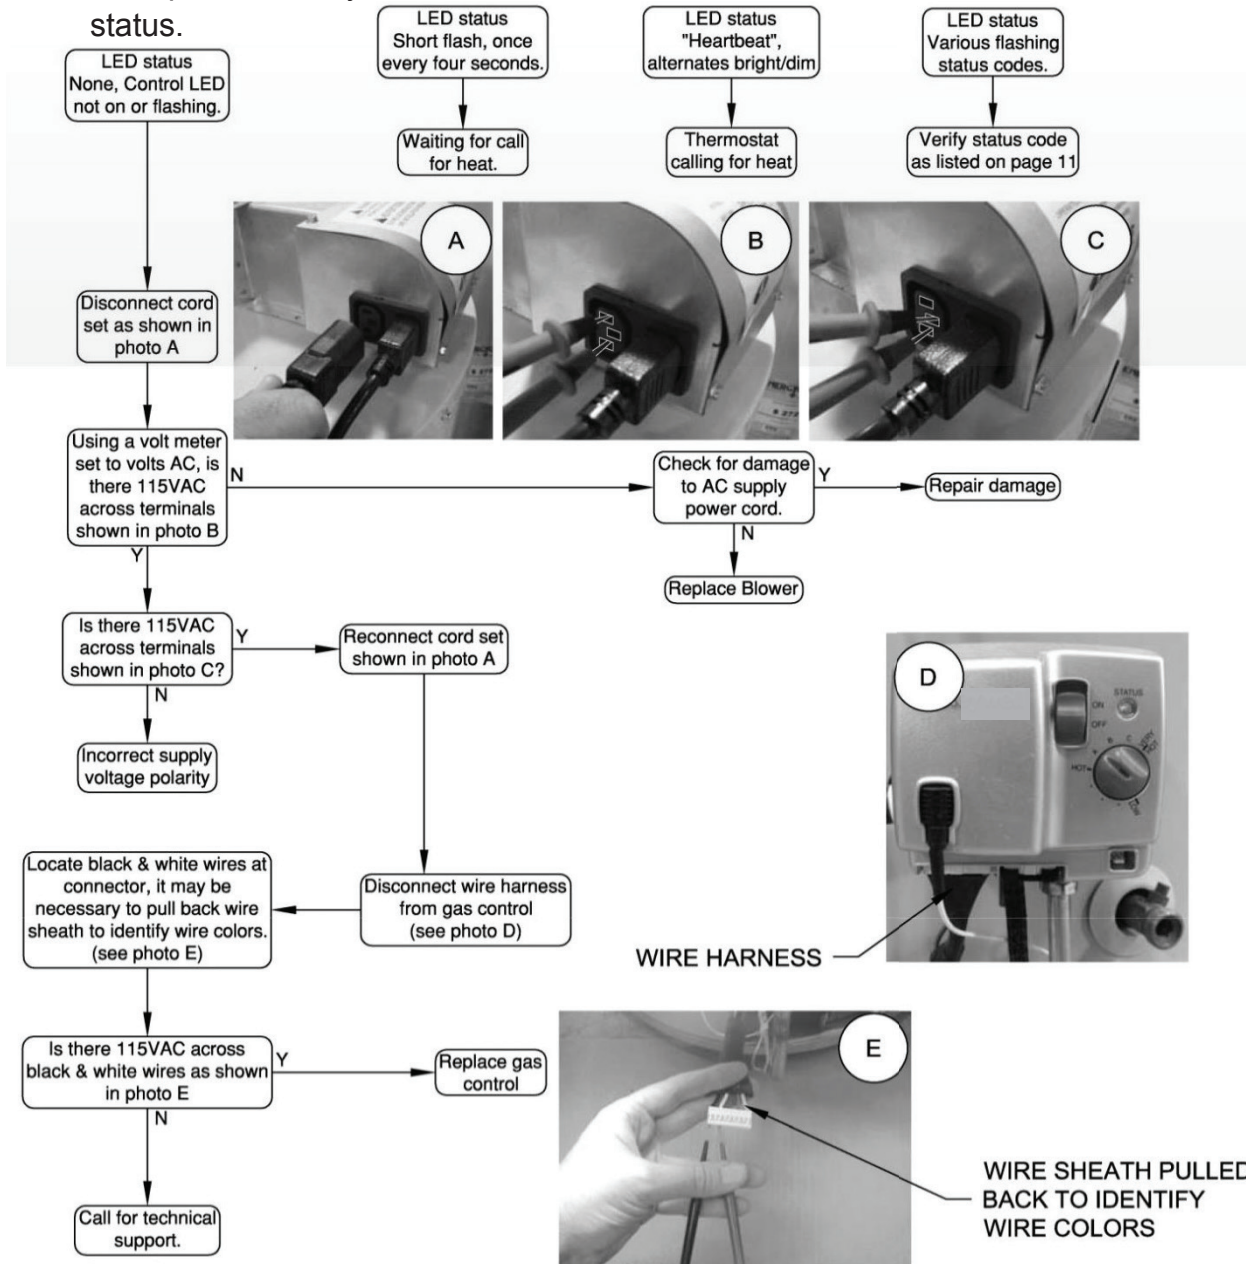 status.
LED status
None, Control LED
not on or flashing.
LED status
Short flash, once
every four seconds.
LED status
"Heartbeat",
alternates bright/dim
LED status
Various flashing
status codes.
Waiting for call
for heat.
Thermostat
calling for heat
Verify status code
as listed on page 11
A
B
C
Disconnect cord
set as shown in
photo A
Using a volt meter
set to volts AC, is
there 115VAC
across terminals
shown in photo B
N
Y
Check for damage
to AC supply
power cord.
Y
N
Repair damage
Replace Blower
Is there 115VAC
across terminals
shown in photo C?
Y
N
Reconnect cord set
shown in photo A
Incorrect supply
voltage polarity
D
STATUS
ON
OFF
HOT
A
B
C
VERY
HOT
Locate black & white wires at
connector, it may be
necessary to pull back wire
sheath to identify wire colors.
(see photo E)
Disconnect wire harness
from gas control
(see photo D)
WIRE HARNESS
Is there 115VAC across
black & white wires as shown
in photo E
Y
N
Replace gas
control
E
Call for technical
support.
WIRE SHEATH PULLED
BACK TO IDENTIFY
WIRE COLORS